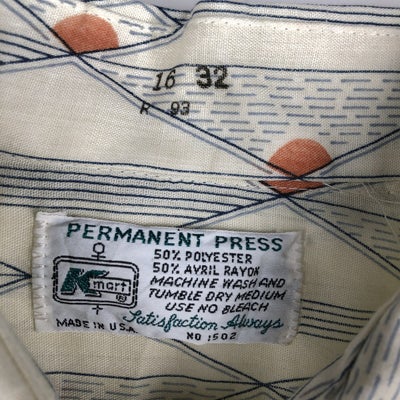 16 32
K 93
PERMANENT PRESS
50% POLYESTER
50% AVRIL RAYON
MACHINE WASH AND
TUMBLE DRY MEDIUM
USE NO BLEACH
Kmart ®
MADE IN U.S.A.
Satisfaction Always
NO 1502